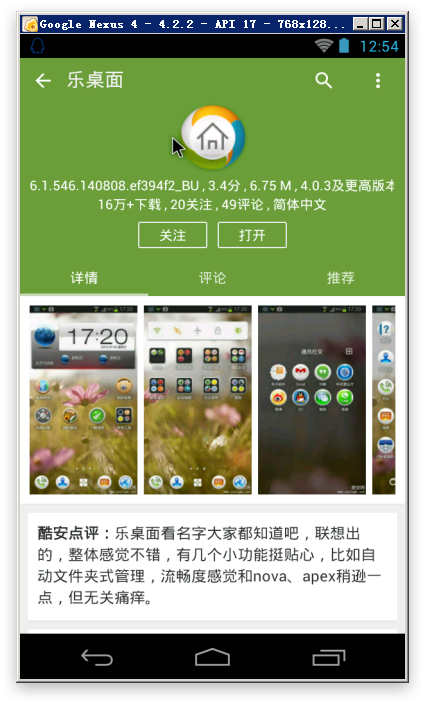 Google Nexus 4 - 4.2.2 - API 17 - 768x128...
12:54
乐桌面
6.1.546.140808.ef394f2_BU , 3.4分 , 6.75 M , 4.0.3及更高版本
16万+下载 , 20关注 , 49评论 , 简体中文
关注 打开
详情 评论 推荐
17:20
17:20
17:20
17:20
通讯社交
酷安点评：乐桌面看名字大家都知道吧，联想出
的，整体感觉不错，有几个小功能挺贴心，比如自
动文件夹式管理，流畅度感觉和nova、apex稍逊一
点，但无关痛痒。